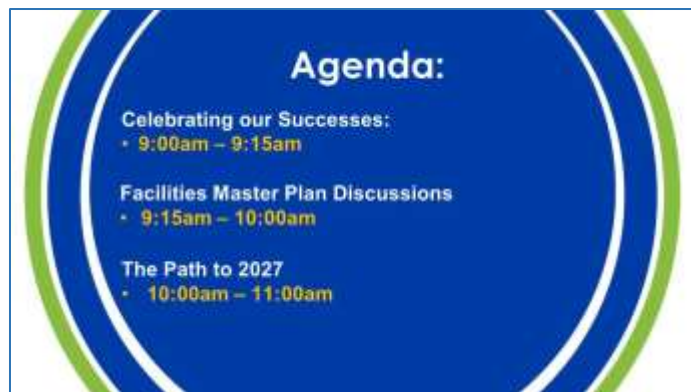 Agenda:
Celebrating our Successes:
• 9:00am – 9:15am
Facilities Master Plan Discussions
• 9:15am – 10:00am
The Path to 2027
• 10:00am – 11:00am